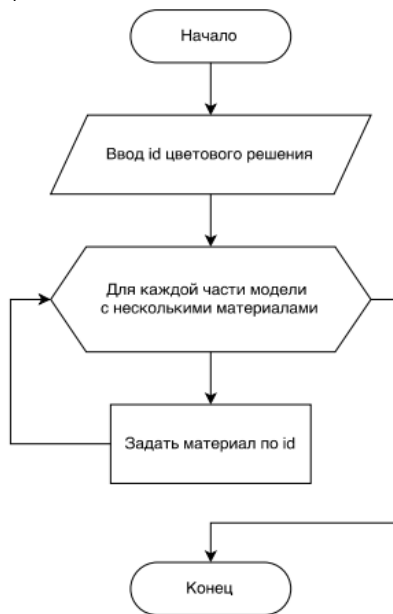 Начало
Ввод id цветового решения
Для каждой части модели
с несколькими материалами
Задать материал по id
Конец